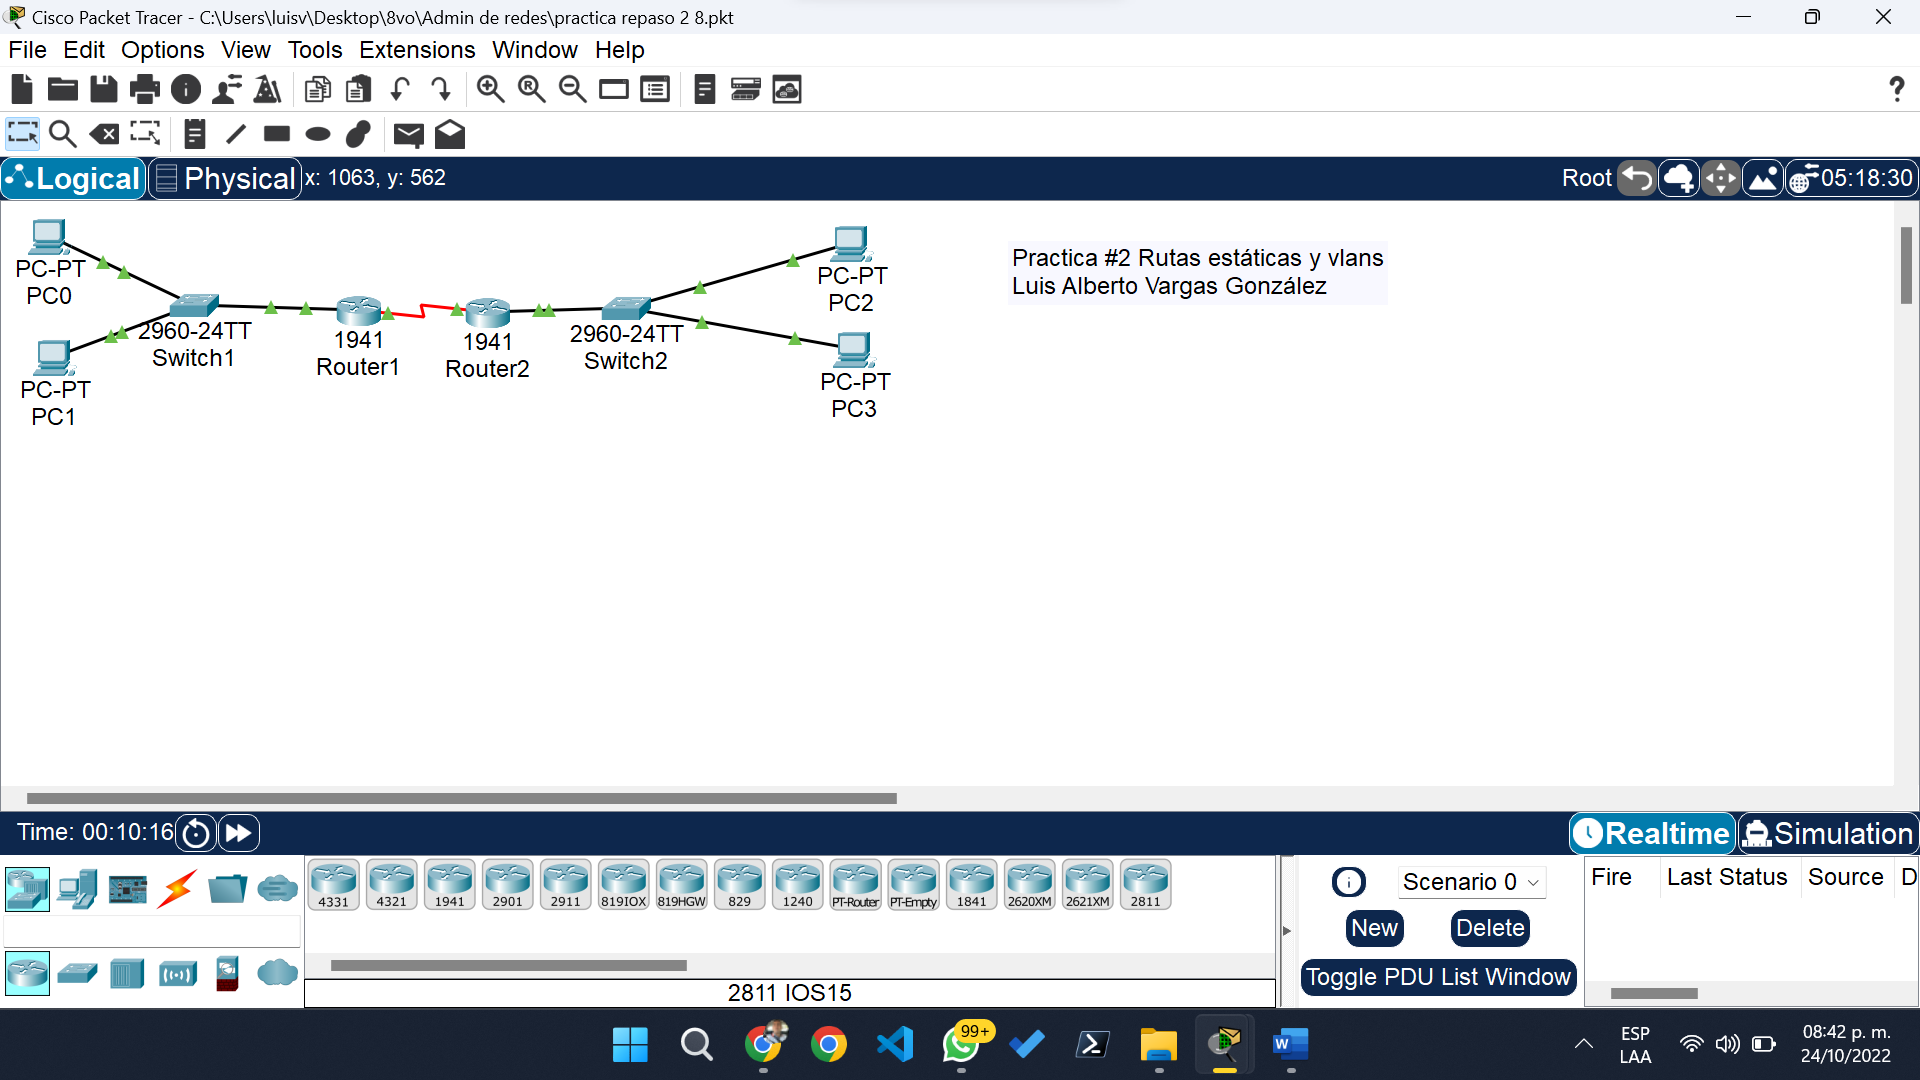 Cisco Packet Tracer - C:\Users\luisv\Desktop\8vo\Admin de redes\practica repaso 2 8.pkt
File Edit Options View Tools Extensions Window Help
Logical Physical x: 1063, y: 562 Root 05:18:30
PC-PT
PC0
PC-PT
PC1
2960-24TT
Switch1
1941
Router1
1941
Router2
2960-24TT
Switch2
PC-PT
PC2
PC-PT
PC3
Practica #2 Rutas estáticas y vlans
Luis Alberto Vargas González
Time: 00:10:16 Realtime Simulation
4331 4321 1941 2901 2911 819IOX 819HGW 829 1240 PT-Router PT-Empty 1841 2620XM 2621XM 2811
2811 IOS15
Scenario 0
New Delete
Toggle PDU List Window
Fire Last Status Source D
99+
ESP
LAA
08:42 p. m.
24/10/2022